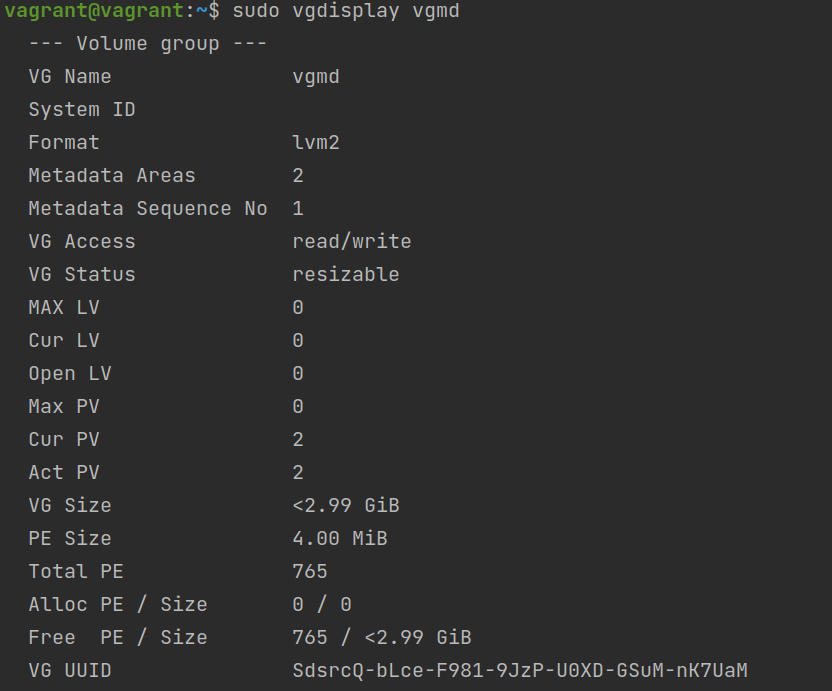 vagrant@vagrant:~$ sudo vgdisplay vgmd
--- Volume group ---
VG Name vgmd
System ID
Format lvm2
Metadata Areas 2
Metadata Sequence No 1
VG Access read/write
VG Status resizable
MAX LV 0
Cur LV 0
Open LV 0
Max PV 0
Cur PV 2
Act PV 2
VG Size <2.99 GiB
PE Size 4.00 MiB
Total PE 765
Alloc PE / Size 0 / 0
Free  PE / Size 765 / <2.99 GiB
VG UUID SdsrcQ-bLce-F981-9JzP-U0XD-GSuM-nK7UaM